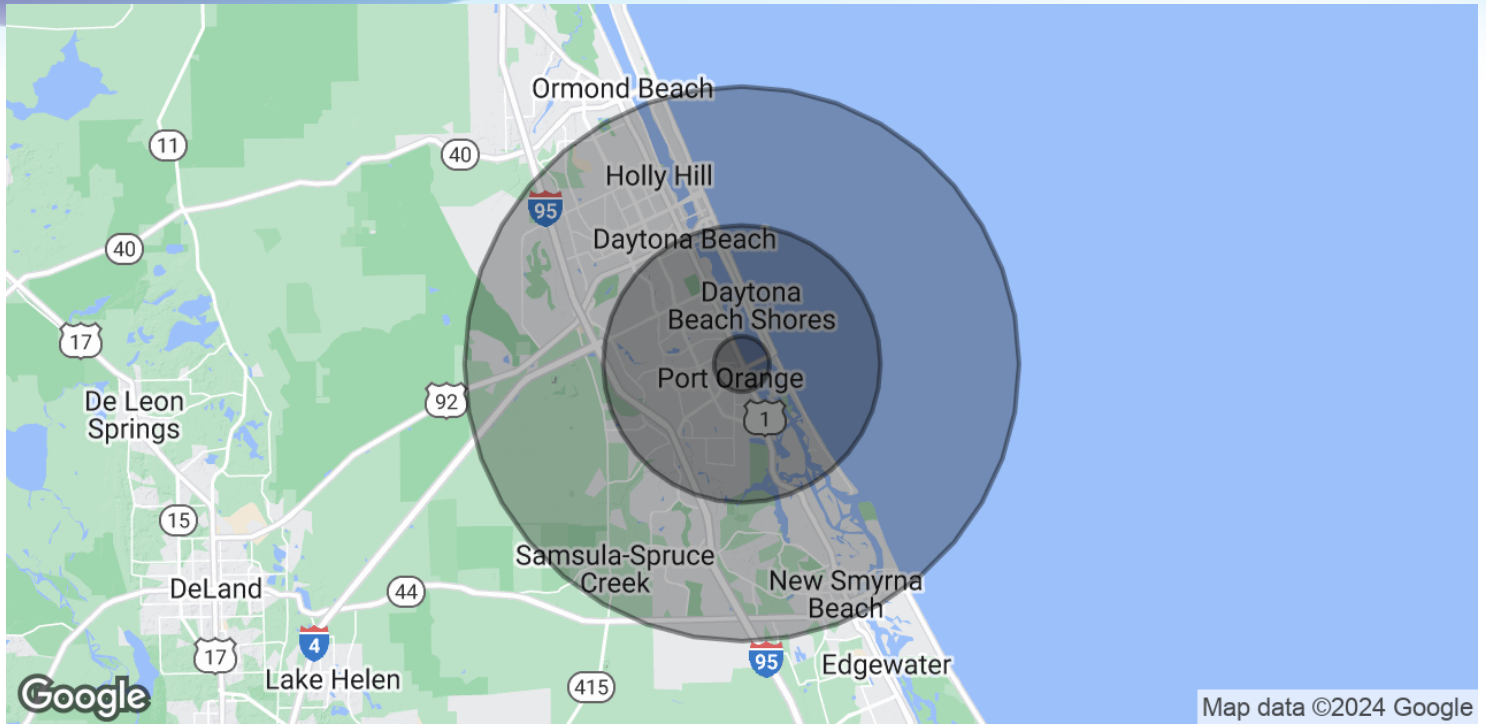 Ormond Beach
11
40
Holly Hill
95
Daytona Beach
40
Daytona
Beach Shores
17
Port Orange
De Leon
Springs
92
1
15
Samsula-Spruce
Creek
New Smyrna
Beach
DeLand
44
4
17
95
Edgewater
Lake Helen
415
Google
Map data ©2024 Google